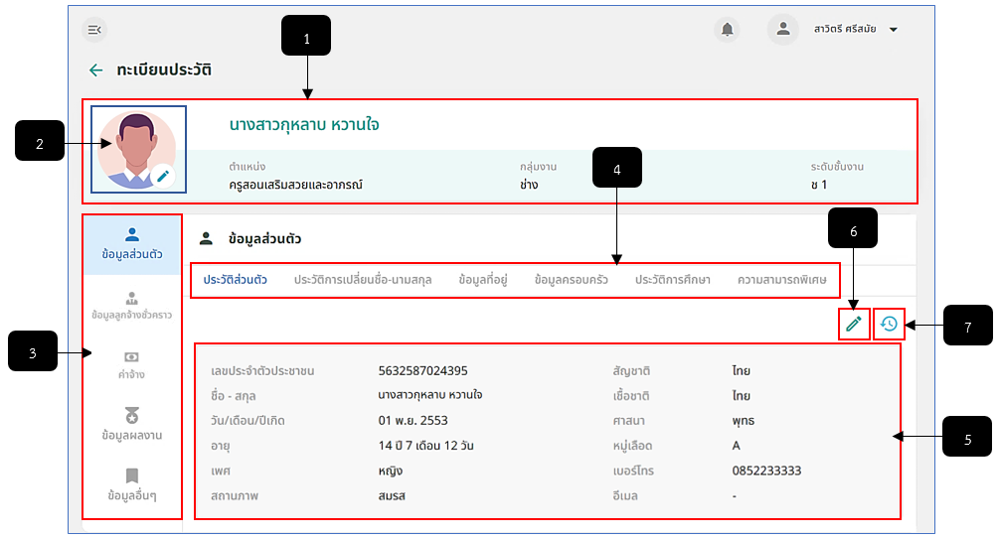 1
สาวิตรี ศรีสมัย
ทะเบียนประวัติ
2
นางสาวกุหลาบ หวานใจ
ตำแหน่ง กลุ่มงาน ระดับชั้นงาน
ครูสอนเสริมสวยและอาภรณ์ ช่าง ช 1
4
6
7
3
5
ข้อมูลส่วนตัว
ข้อมูลลูกจ้างชั่วคราว
ค่าจ้าง
ข้อมูลผลงาน
ข้อมูลอื่นๆ
ข้อมูลส่วนตัว
ประวัติส่วนตัว ประวัติการเปลี่ยนชื่อ-นามสกุล ข้อมูลที่อยู่ ข้อมูลครอบครัว ประวัติการศึกษา ความสามารถพิเศษ
เลขประจำตัวประชาชน 5632587024395 สัญชาติ ไทย
ชื่อ - สกุล นางสาวกุหลาบ หวานใจ เชื้อชาติ ไทย
วัน/เดือน/ปีเกิด 01 พ.ย. 2553 ศาสนา พุทธ
อายุ 14 ปี 7 เดือน 12 วัน หมู่เลือด A
เพศ หญิง เบอร์โทร 0852233333
สถานภาพ สมรส อีเมล -